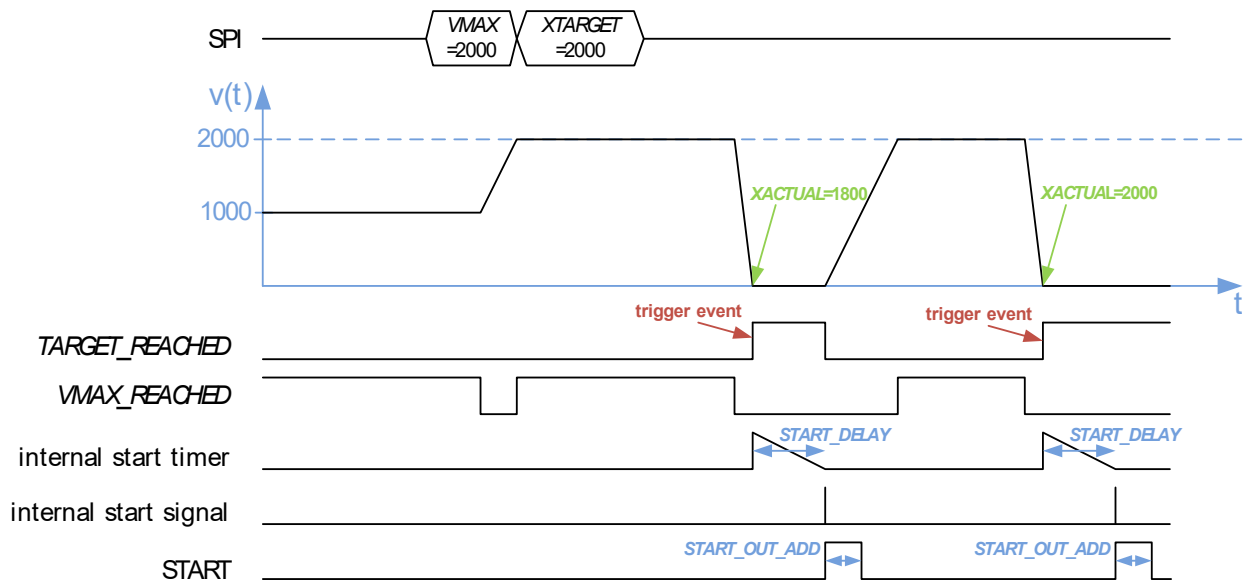 SPI
VMAX
=2000
XTARGET
=2000
v(t)
2000
XACTUAL=1800
XACTUAL=2000
1000
t
trigger event
trigger event
TARGET_REACHED
VMAX_REACHED
START_DELAY
START_DELAY
internal start timer
internal start signal
START_OUT_ADD
START_OUT_ADD
START